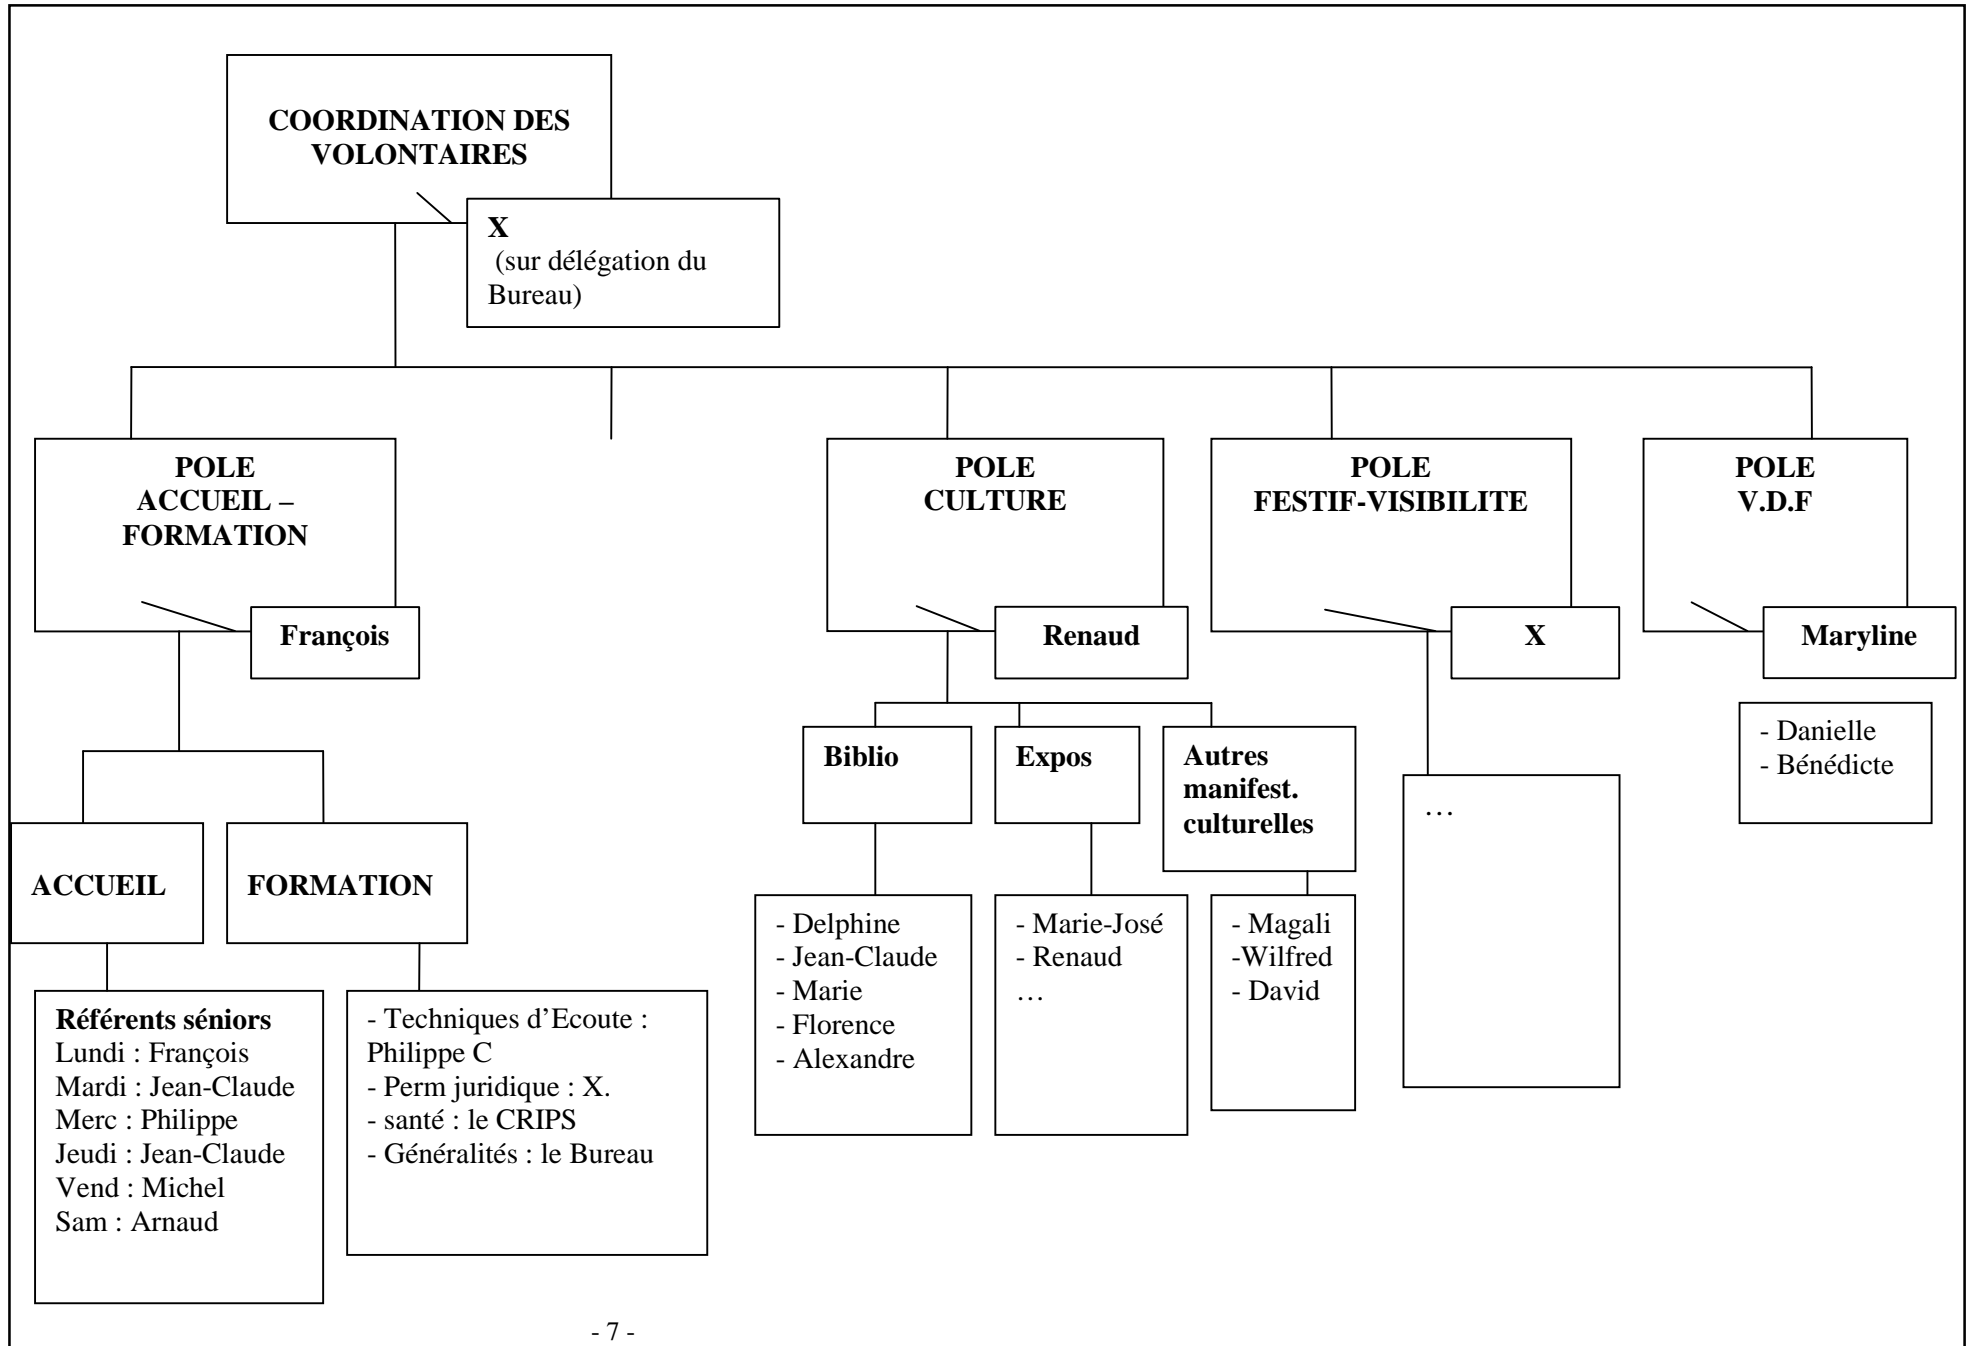 COORDINATION DES
VOLONTAIRES
X
(sur délégation du
Bureau)
POLE
ACCUEIL –
FORMATION
François
POLE
CULTURE
Renaud
POLE
FESTIF-VISIBILITE
X
POLE
V.D.F
Maryline
- Danielle
- Bénédicte
ACCUEIL
FORMATION
Référents séniors
Lundi : François
Mardi : Jean-Claude
Merc : Philippe
Jeudi : Jean-Claude
Vend : Michel
Sam : Arnaud
- Techniques d’Ecoute :
Philippe C
- Perm juridique : X.
- santé : le CRIPS
- Généralités : le Bureau
Biblio
- Delphine
- Jean-Claude
- Marie
- Florence
- Alexandre
Expos
- Marie-José
- Renaud
…
Autres
manifest.
culturelles
- Magali
-Wilfred
- David
…
- 7 -